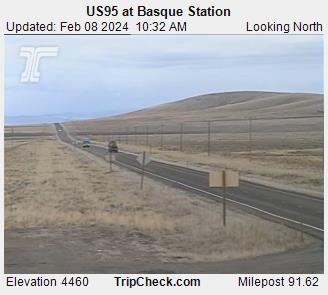 US95 at Basque Station
Updated: Feb 08 2024 10:32 AM Looking North
Elevation 4460 TripCheck.com Milepost 91.62